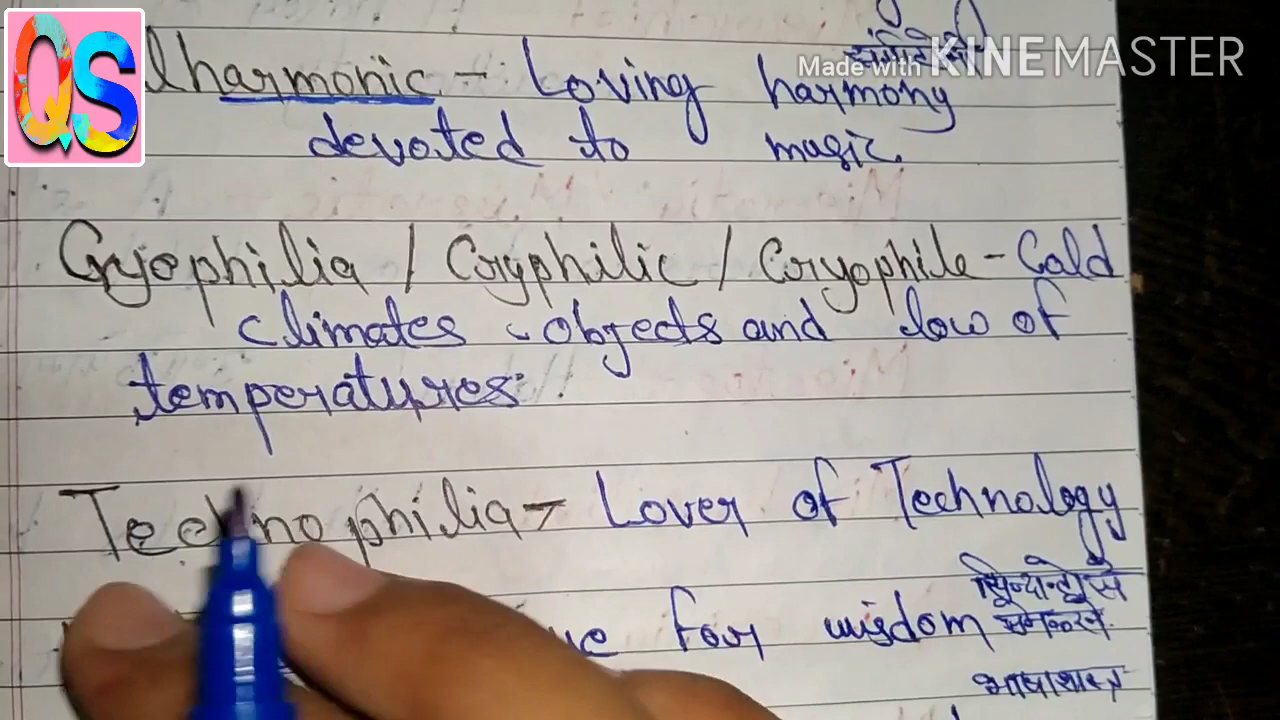 QS
Made with KINEMASTER
lharmonic - Loving harmony
devoted to music.
Cryophilia / Cryphilic / Cryophile - Cold
climates objects and low of
temperatures.
Technophilia - Lover of Technology
for wisdom
भाषाशास्त्र